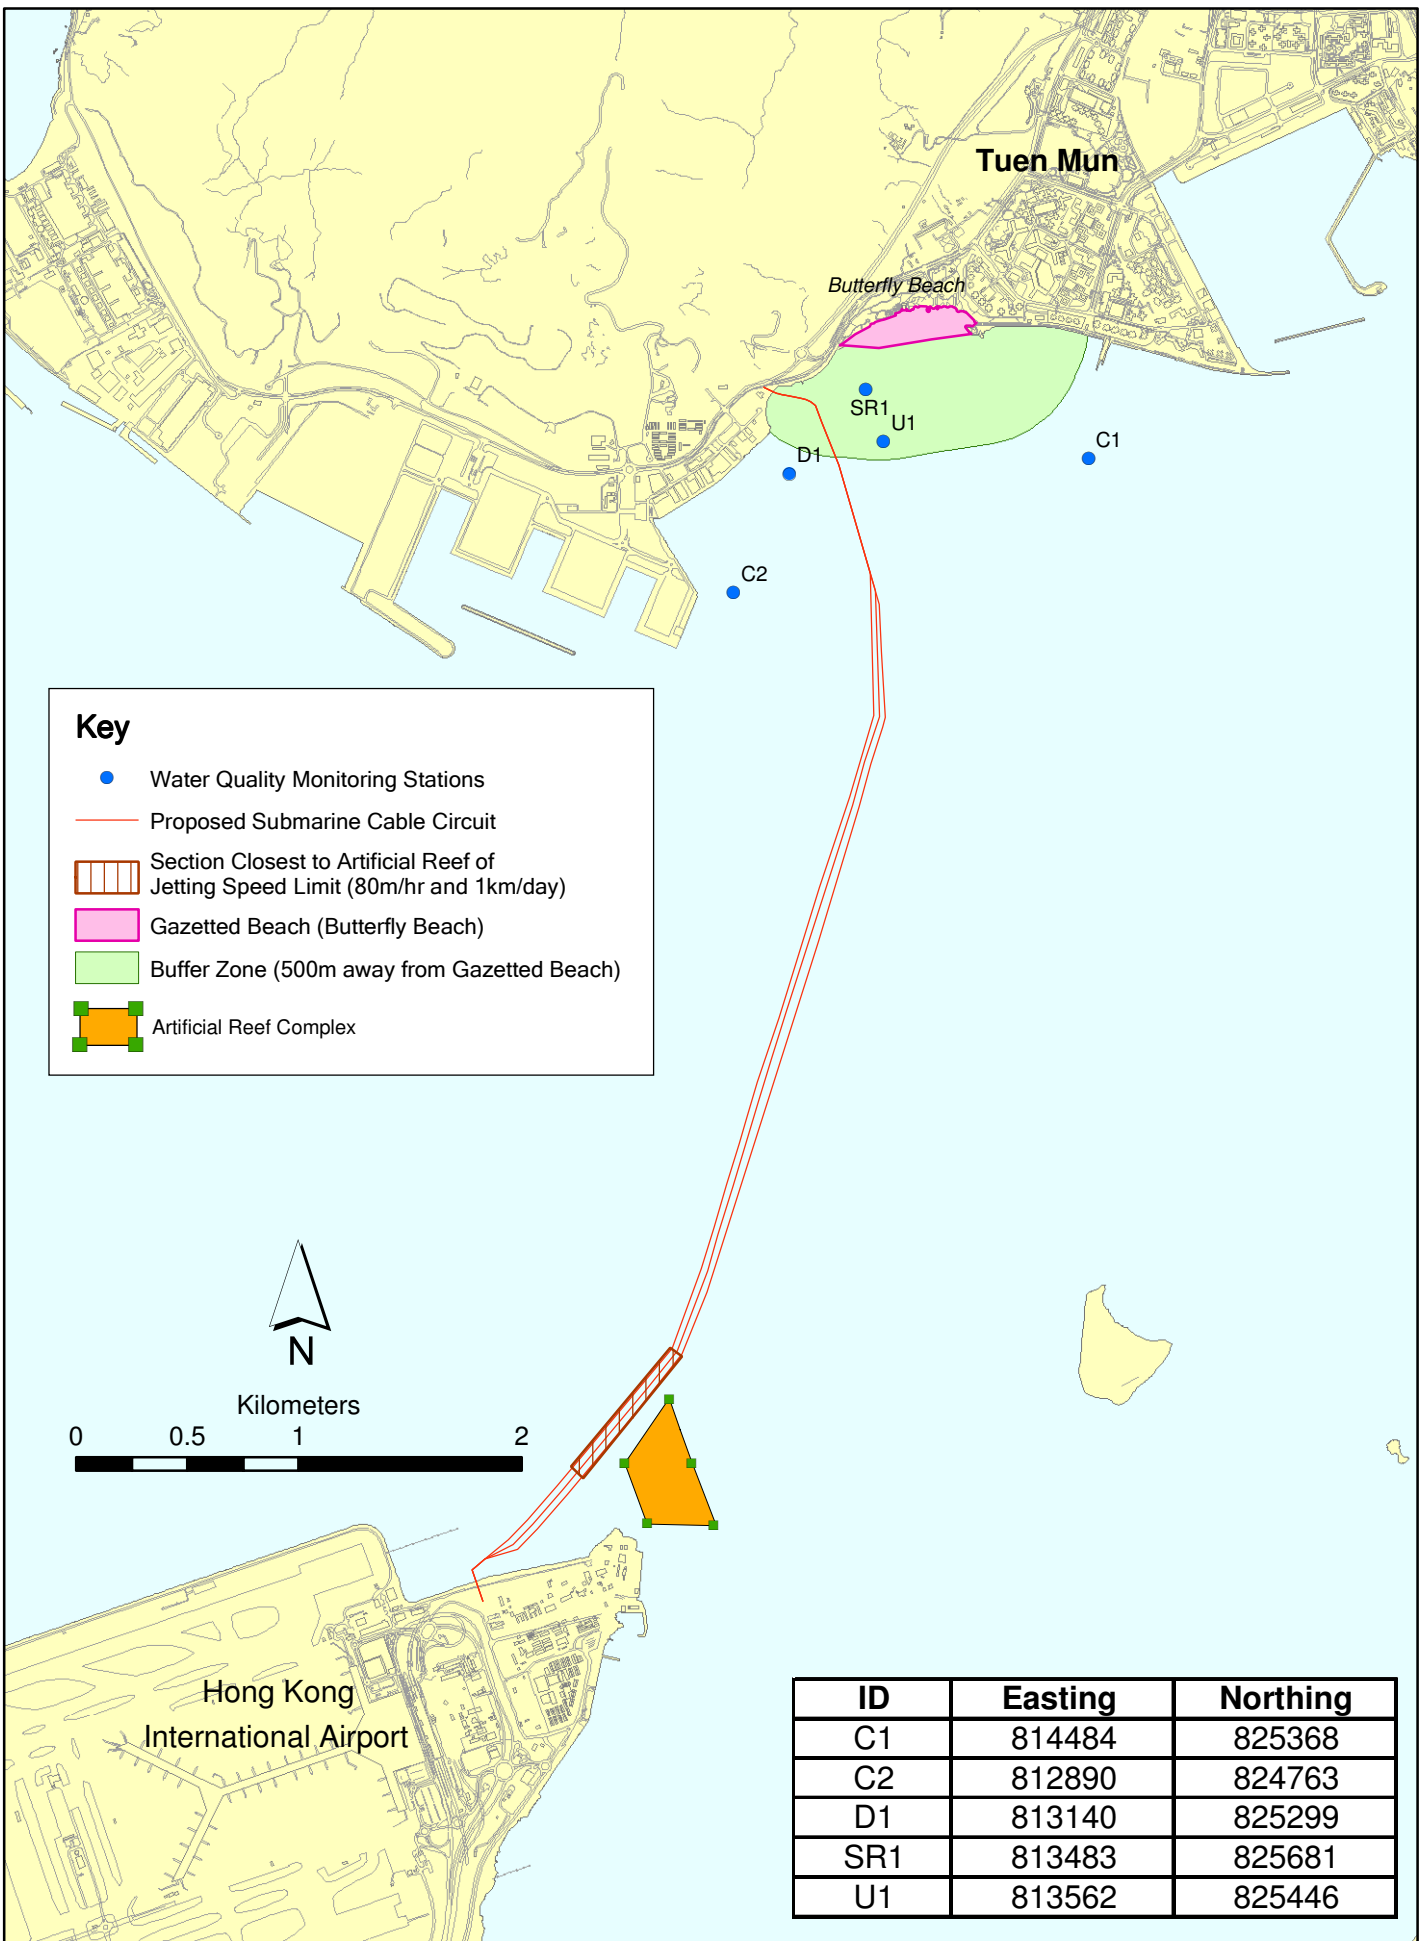 Tuen Mun
Butterfly Beach
SR1
U1
C1
D1
C2
Key
Water Quality Monitoring Stations
Proposed Submarine Cable Circuit
Section Closest to Artificial Reef of
Jetting Speed Limit (80m/hr and 1km/day)
Gazetted Beach (Butterfly Beach)
Buffer Zone (500m away from Gazetted Beach)
Artificial Reef Complex
N
Kilometers
0 0.5 1 2
Hong Kong
International Airport
ID Easting Northing
C1 814484 825368
C2 812890 824763
D1 813140 825299
SR1 813483 825681
U1 813562 825446